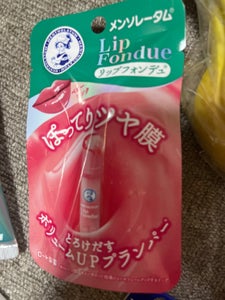 メンソレータム®
Lip
Fondue
リップフォンデュ
ぽってりツヤ膜
とろけだす
ボリュームUPプランパー